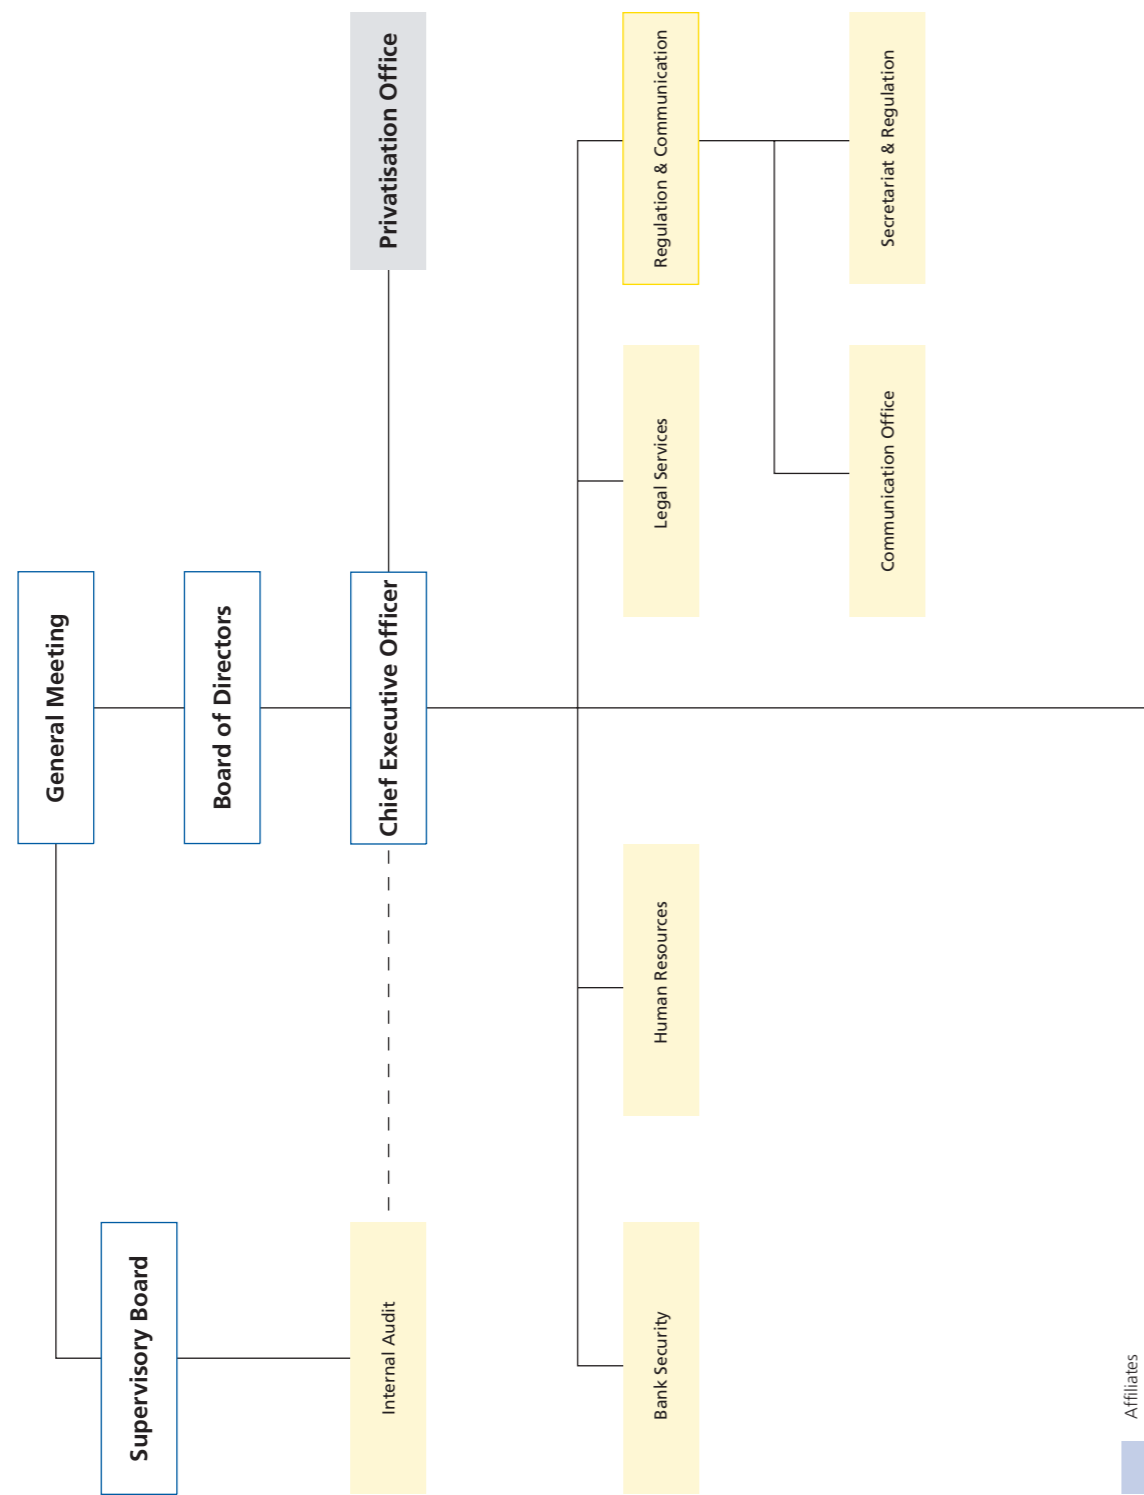 General Meeting
Supervisory Board
Board of Directors
Internal Audit
Chief Executive Officer
Privatisation Office
Bank Security
Human Resources
Legal Services
Regulation & Communication
Communication Office
Secretariat & Regulation
Affiliates